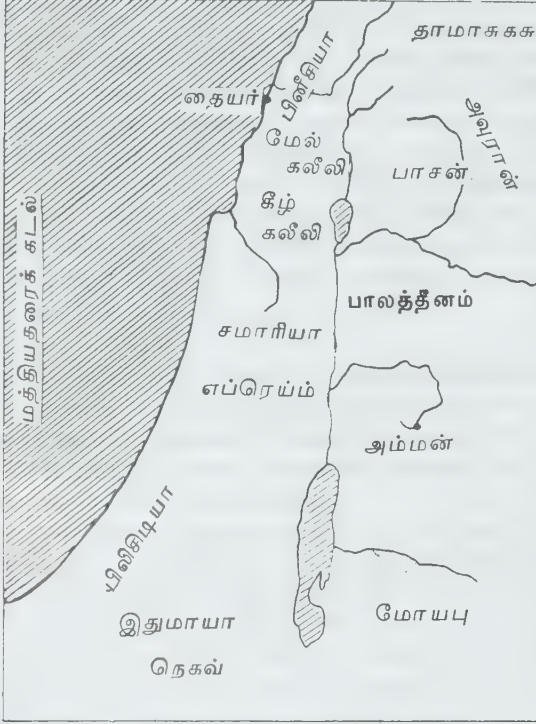 தாமாசுகசு
பினீசியா
தையர்
அவுரான்
மேல்
கலீலி
பாசன்
கீழ்
கலீலி
மத்தியதரைக் கடல்
பாலத்தீனம்
சமாரியா
எப்ரெய்ம்
அம்மன்
பிலிசிடியா
இதுமாயா
மோயபு
நெகவ்